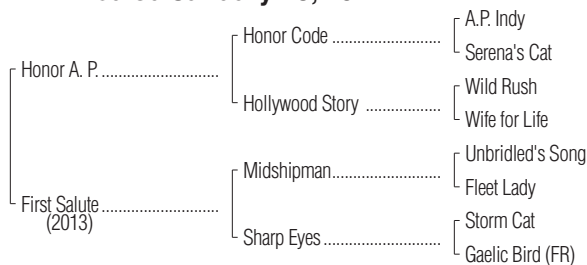 Honor A. P.
First Salute
(2013)
Honor Code
Hollywood Story
Midshipman
Sharp Eyes
A.P. Indy
Serena's Cat
Wild Rush
Wife for Life
Unbridled's Song
Fleet Lady
Storm Cat
Gaelic Bird (FR)